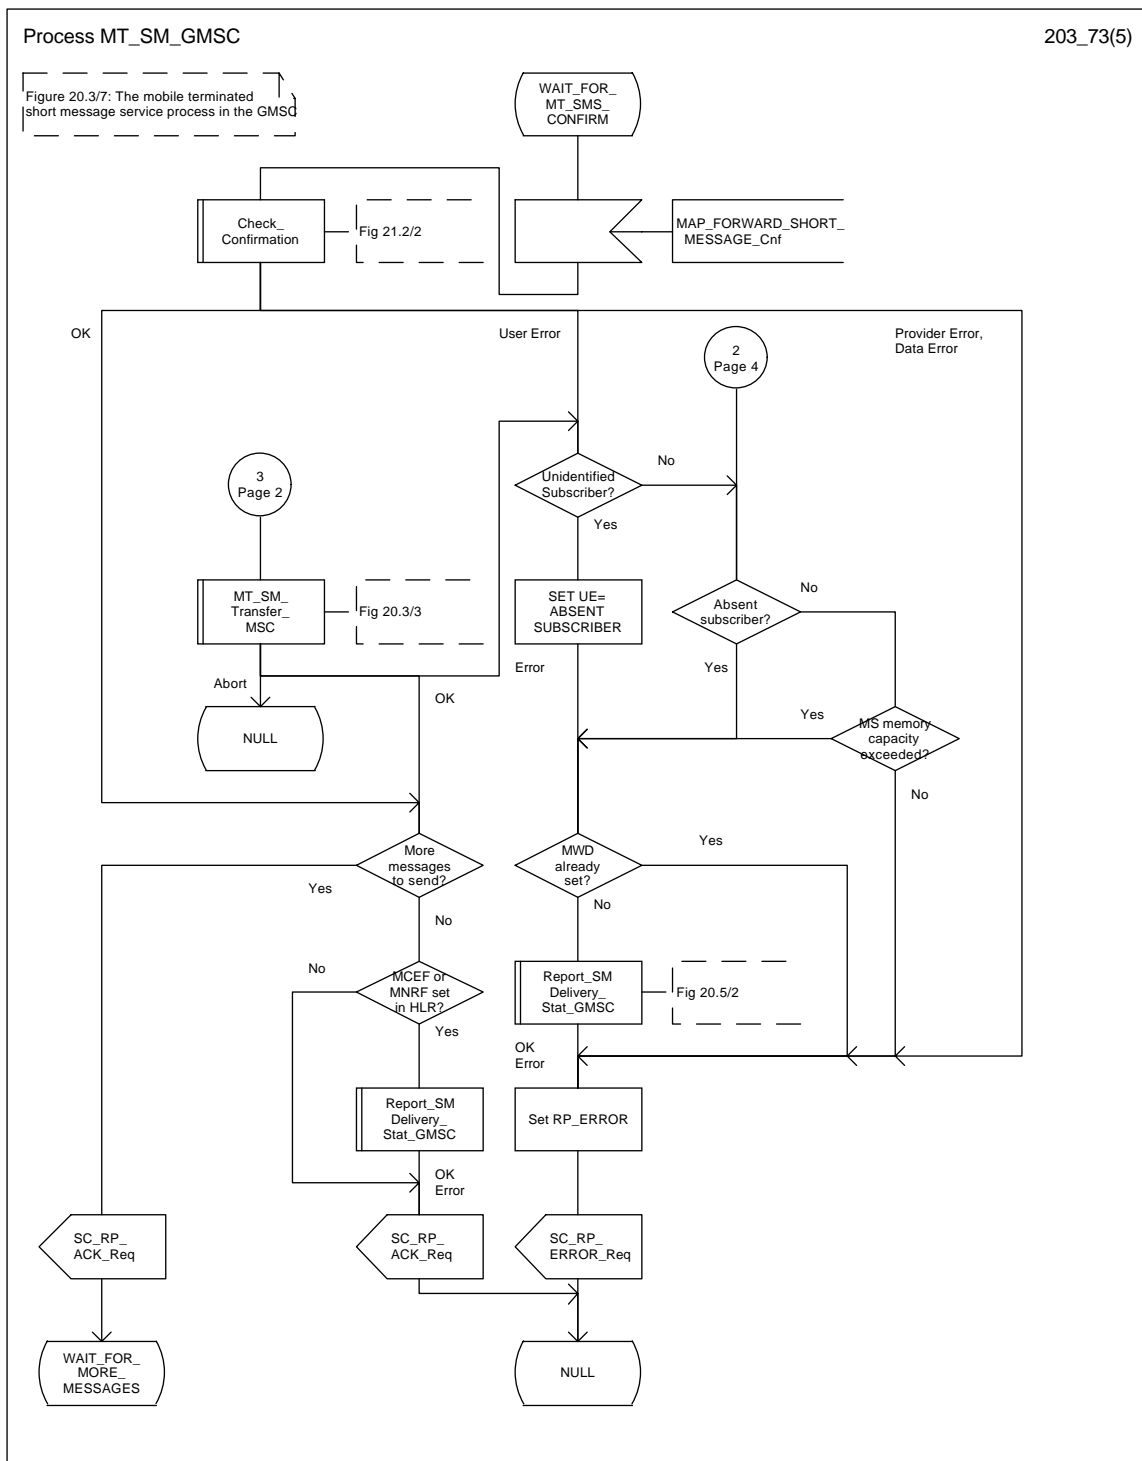 Process MT_SM_GMSC
203_73(5)
Figure 20.3/7: The mobile terminated
short message service process in the GMSC
WAIT_FOR_
MT_SMS_
CONFIRM
Check_
Confirmation
Fig 21.2/2
MAP_FORWARD_SHORT_
MESSAGE_Cnf
OK
User Error
Provider Error,
Data Error
2
Page 4
3
Page 2
Unidentified
Subscriber?
No
Yes
MT_SM_
Transfer_
MSC
Fig 20.3/3
SET UE=
ABSENT
SUBSCRIBER
Absent
subscriber?
No
Yes
Error
Abort
OK
NULL
Yes
MS memory
capacity
exceeded?
No
More
messages
to send?
Yes
No
MWD
already
set?
Yes
No
No
MCEF or
MNRF set
in HLR?
Yes
Report_SM
Delivery_
Stat_GMSC
Fig 20.5/2
OK
Error
Report_SM
Delivery_
Stat_GMSC
Set RP_ERROR
OK
Error
SC_RP_
ACK_Req
SC_RP_
ACK_Req
SC_RP_
ERROR_Req
WAIT_FOR_
MORE_
MESSAGES
NULL